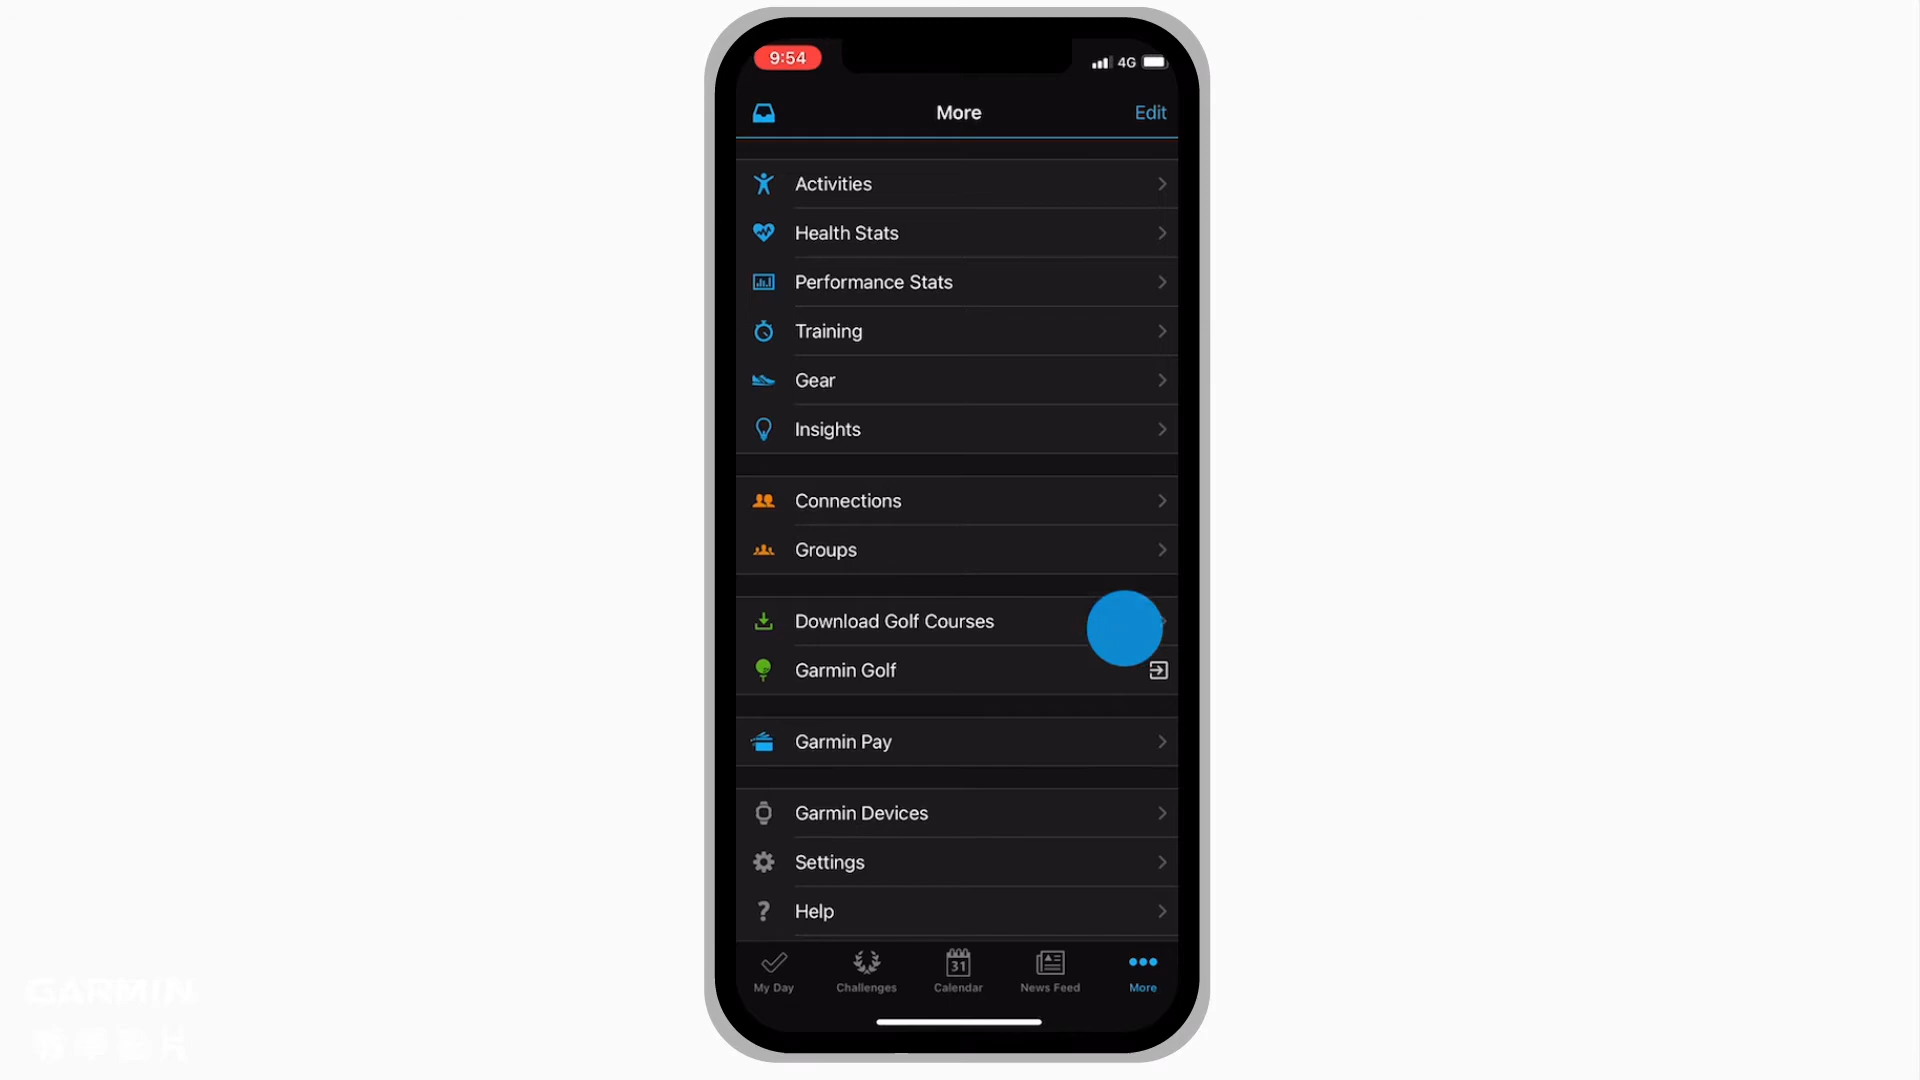 9:54
4G
More
Edit
Activities
Health Stats
Performance Stats
Training
Gear
Insights
Connections
Groups
Download Golf Courses
Garmin Golf
Garmin Pay
Garmin Devices
Settings
? Help
31
My Day
Challenges
Calendar
News Feed
More
GARMIN